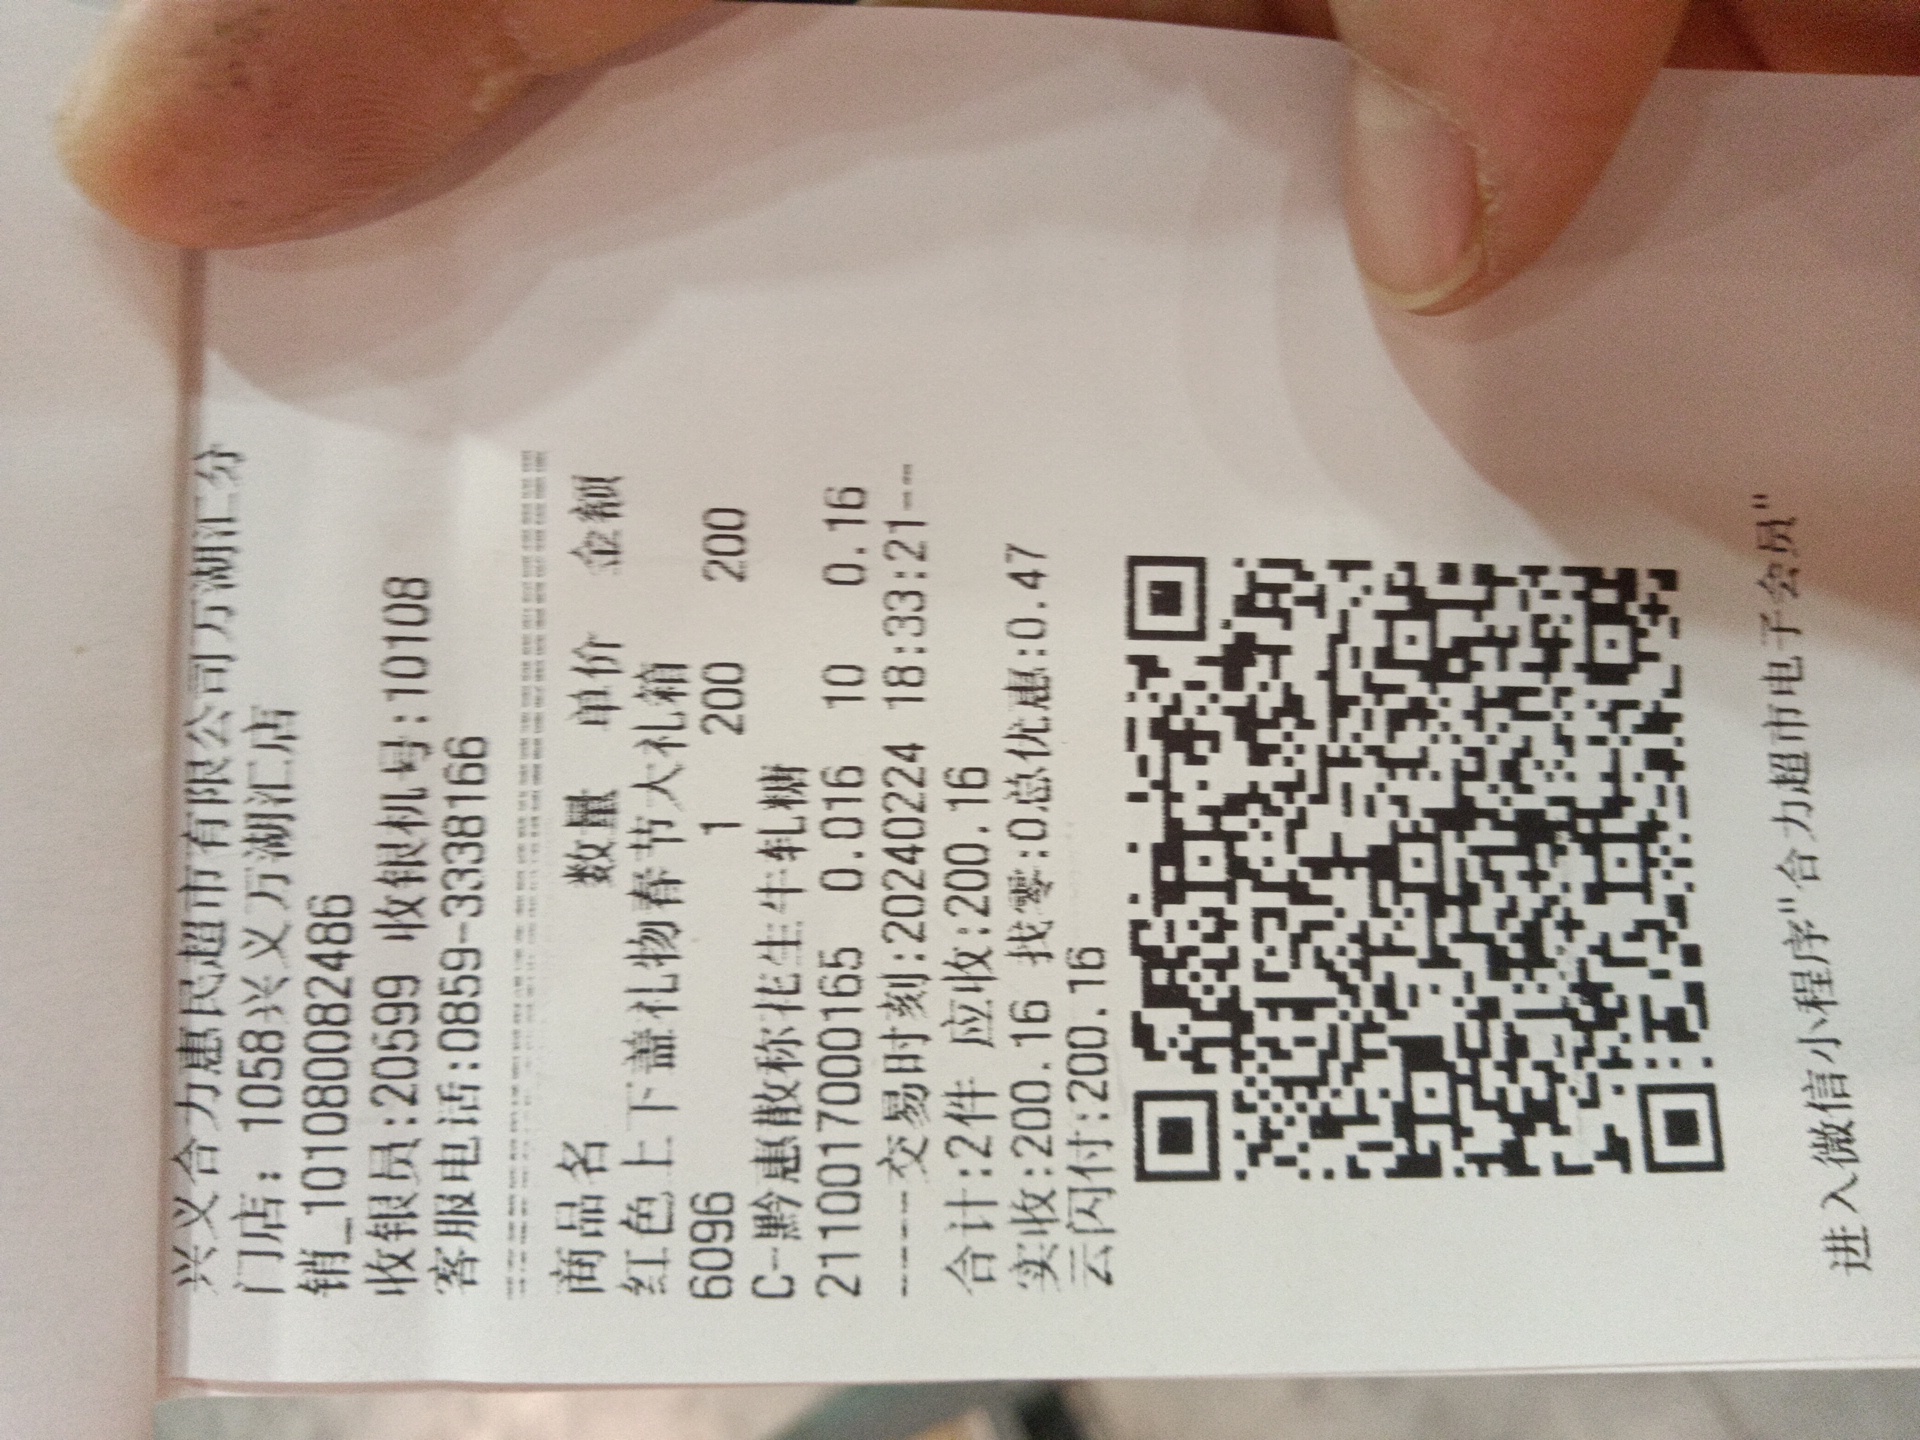 兴义合力惠民超市有限公司万湖汇分
门店: 1058兴义万湖汇店
销_101080082486
收银员:20599 收银机号:10108
客服电话:0859-3338166
商品名 数量 单价 金额
红色上下盖礼物春节大礼箱
6096 1 200 200
C-黔惠散称花生牛轧糖
2110017000165 0.016 10 0.16
-----交易时刻:20240224 18:33:21--
合计:2件 应收:200.16
实收:200.16 找零:0总优惠:0.47
云闪付:200.16
进入微信小程序"合力超市电子会员"